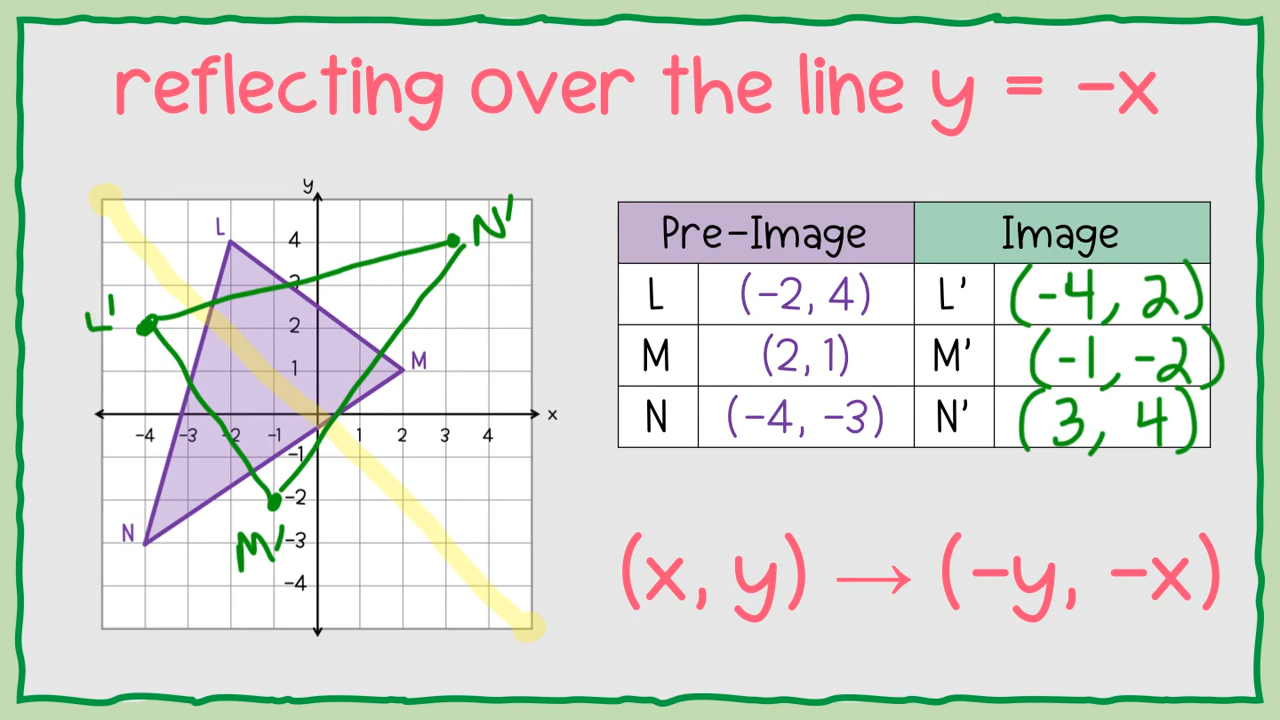 reflecting over the line y = -x
y
L
N'
4
3
L'
2
1
M
x
-4 -3 -2 -1 1 2 3 4
-1
-2
N
M'
-3
-4
Pre-Image Image
L (-2, 4) L' (-4, 2)
M (2, 1) M' (-1, -2)
N (-4, -3) N' (3, 4)
(x, y) → (-y, -x)